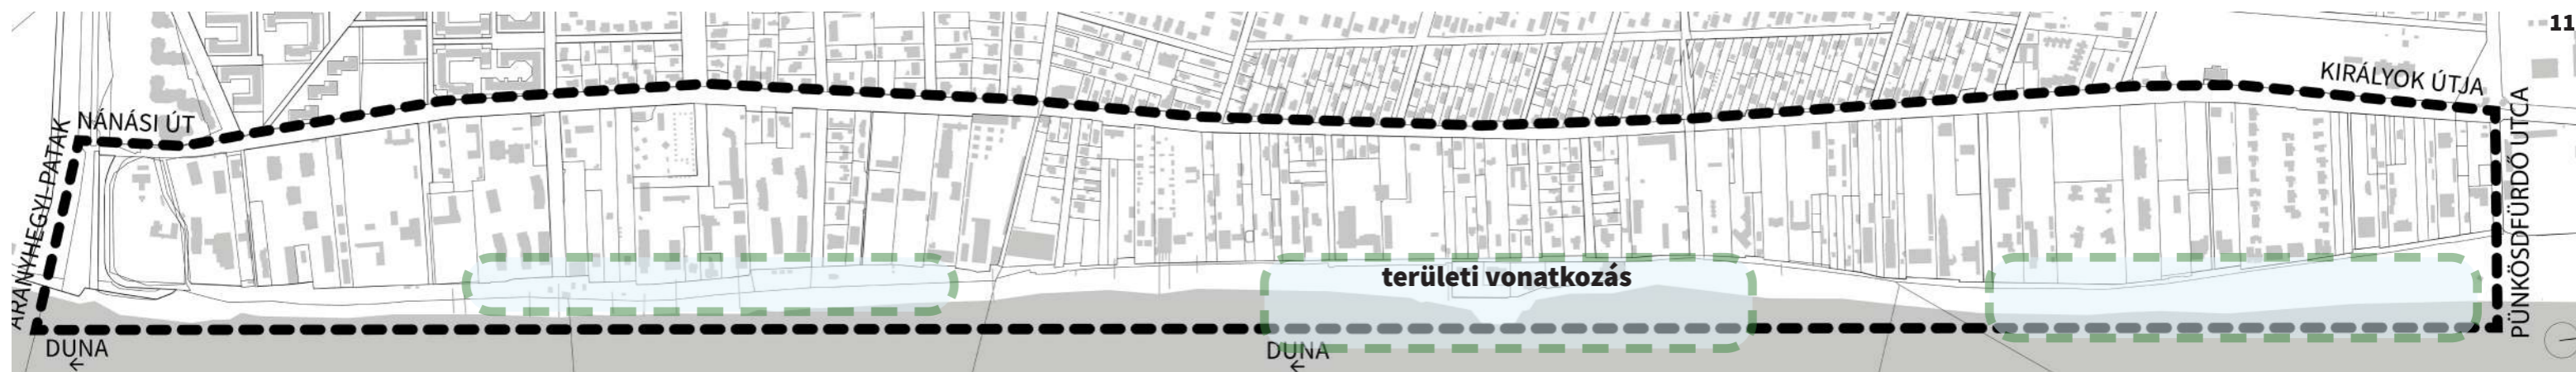 11
KIRÁLYOK ÚTJA
NÁNÁSI ÚT
ARANYHEGYI-PATAK
PÜNKÖSDFÜRDŐ UTCA
területi vonatkozás
DUNA
←
DUNA
←